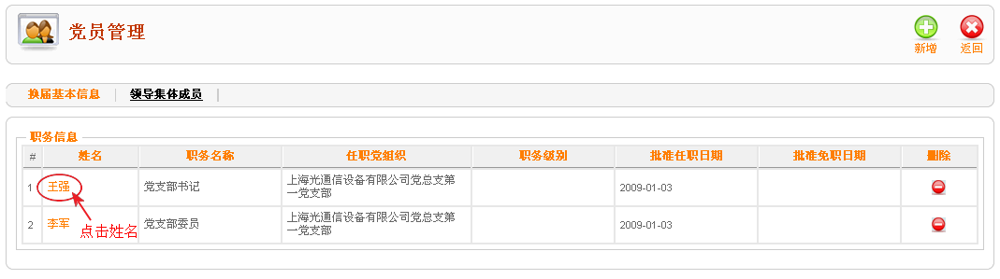 党员管理
新增
返回
换届基本信息
领导集体成员
职务信息
# 姓名 职务名称 任职党组织 职务级别 批准任职日期 批准免职日期 删除
1 王强 党支部书记 上海光通信设备有限公司党总支第 2009-01-03
一党支部
2 李军 党支部委员 上海光通信设备有限公司党总支第 2009-01-03
一党支部
点击姓名